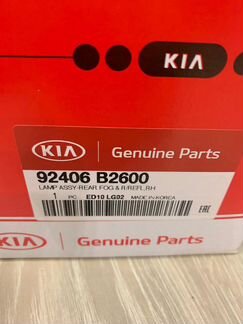 KIA
KIA Genuine Parts
92406 B2600
LAMP ASSY-REAR FOG & R/REFL,RH
1 PC ED10 LG02 MADE IN KOREA
EAC
KIA Genuine Parts